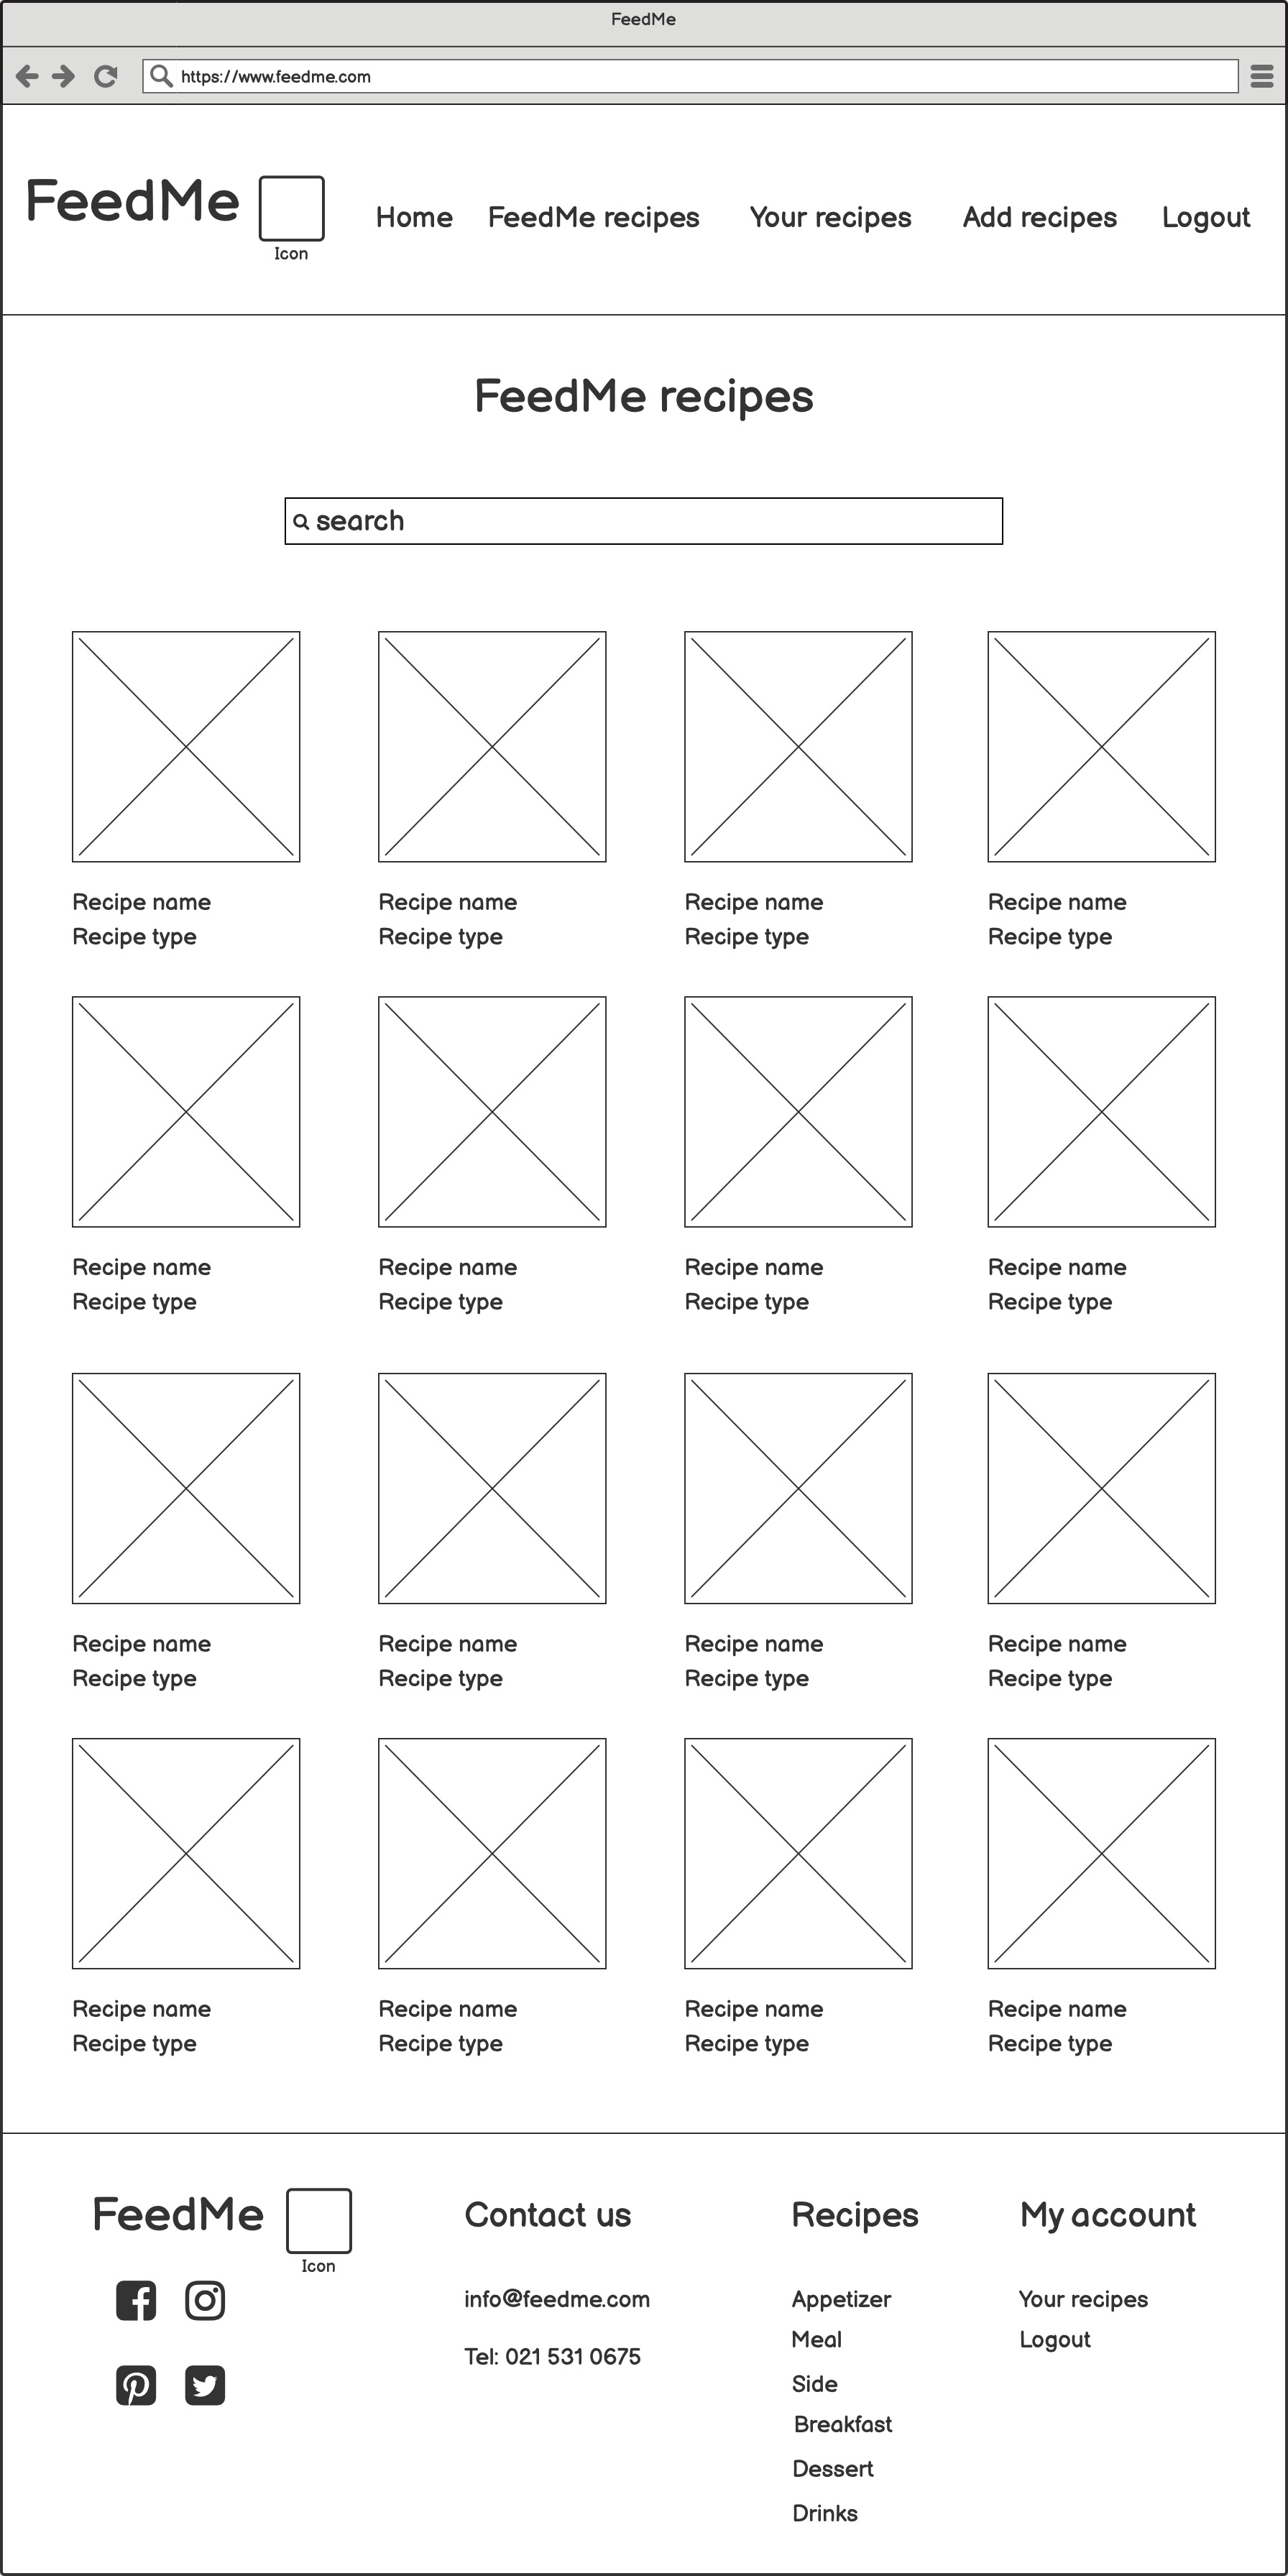 FeedMe
https://www.feedme.com
FeedMe
Icon
Home FeedMe recipes Your recipes Add recipes Logout
FeedMe recipes
search
Recipe name Recipe name Recipe name Recipe name
Recipe type Recipe type Recipe type Recipe type
Recipe name Recipe name Recipe name Recipe name
Recipe type Recipe type Recipe type Recipe type
Recipe name Recipe name Recipe name Recipe name
Recipe type Recipe type Recipe type Recipe type
Recipe name Recipe name Recipe name Recipe name
Recipe type Recipe type Recipe type Recipe type
FeedMe
Icon
Contact us
info@feedme.com
Tel: 021 531 0675
Recipes
Appetizer
Meal
Side
Breakfast
Dessert
Drinks
My account
Your recipes
Logout